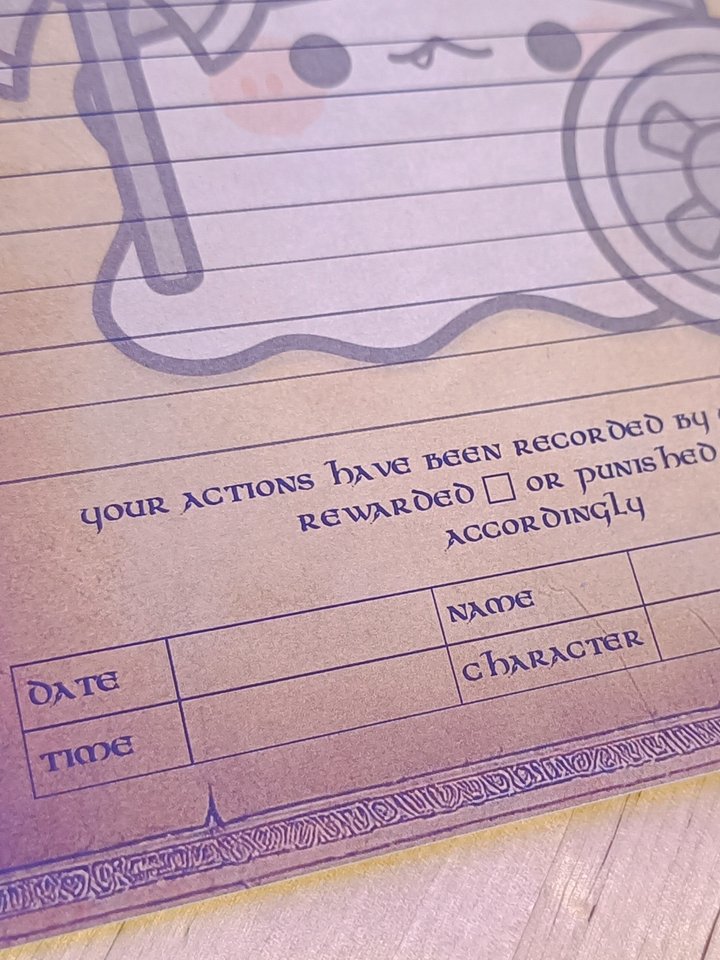 YOUR ACTIONS HAVE BEEN RECORDED BY
REWARDED □ OR PUNISHED
ACCORDINGLY
DATE
NAME
TIME
CHARACTER